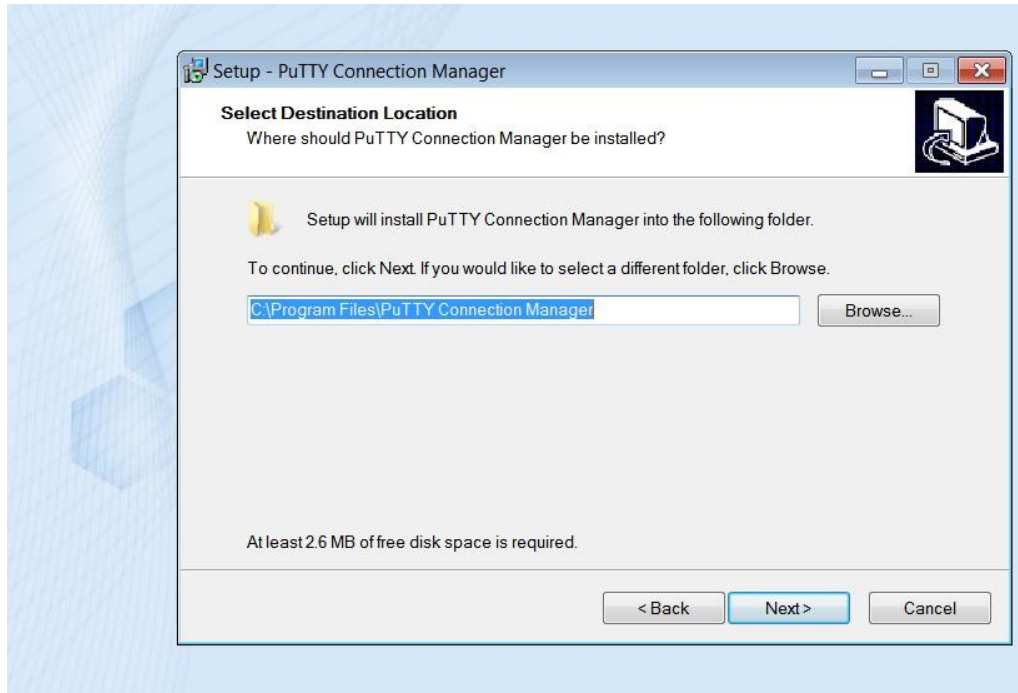 Setup - PuTTY Connection Manager
Select Destination Location
Where should PuTTY Connection Manager be installed?
Setup will install PuTTY Connection Manager into the following folder.
To continue, click Next. If you would like to select a different folder, click Browse.
C:\Program Files\PuTTY Connection Manager
Browse...
At least 2.6 MB of free disk space is required.
< Back
Next >
Cancel